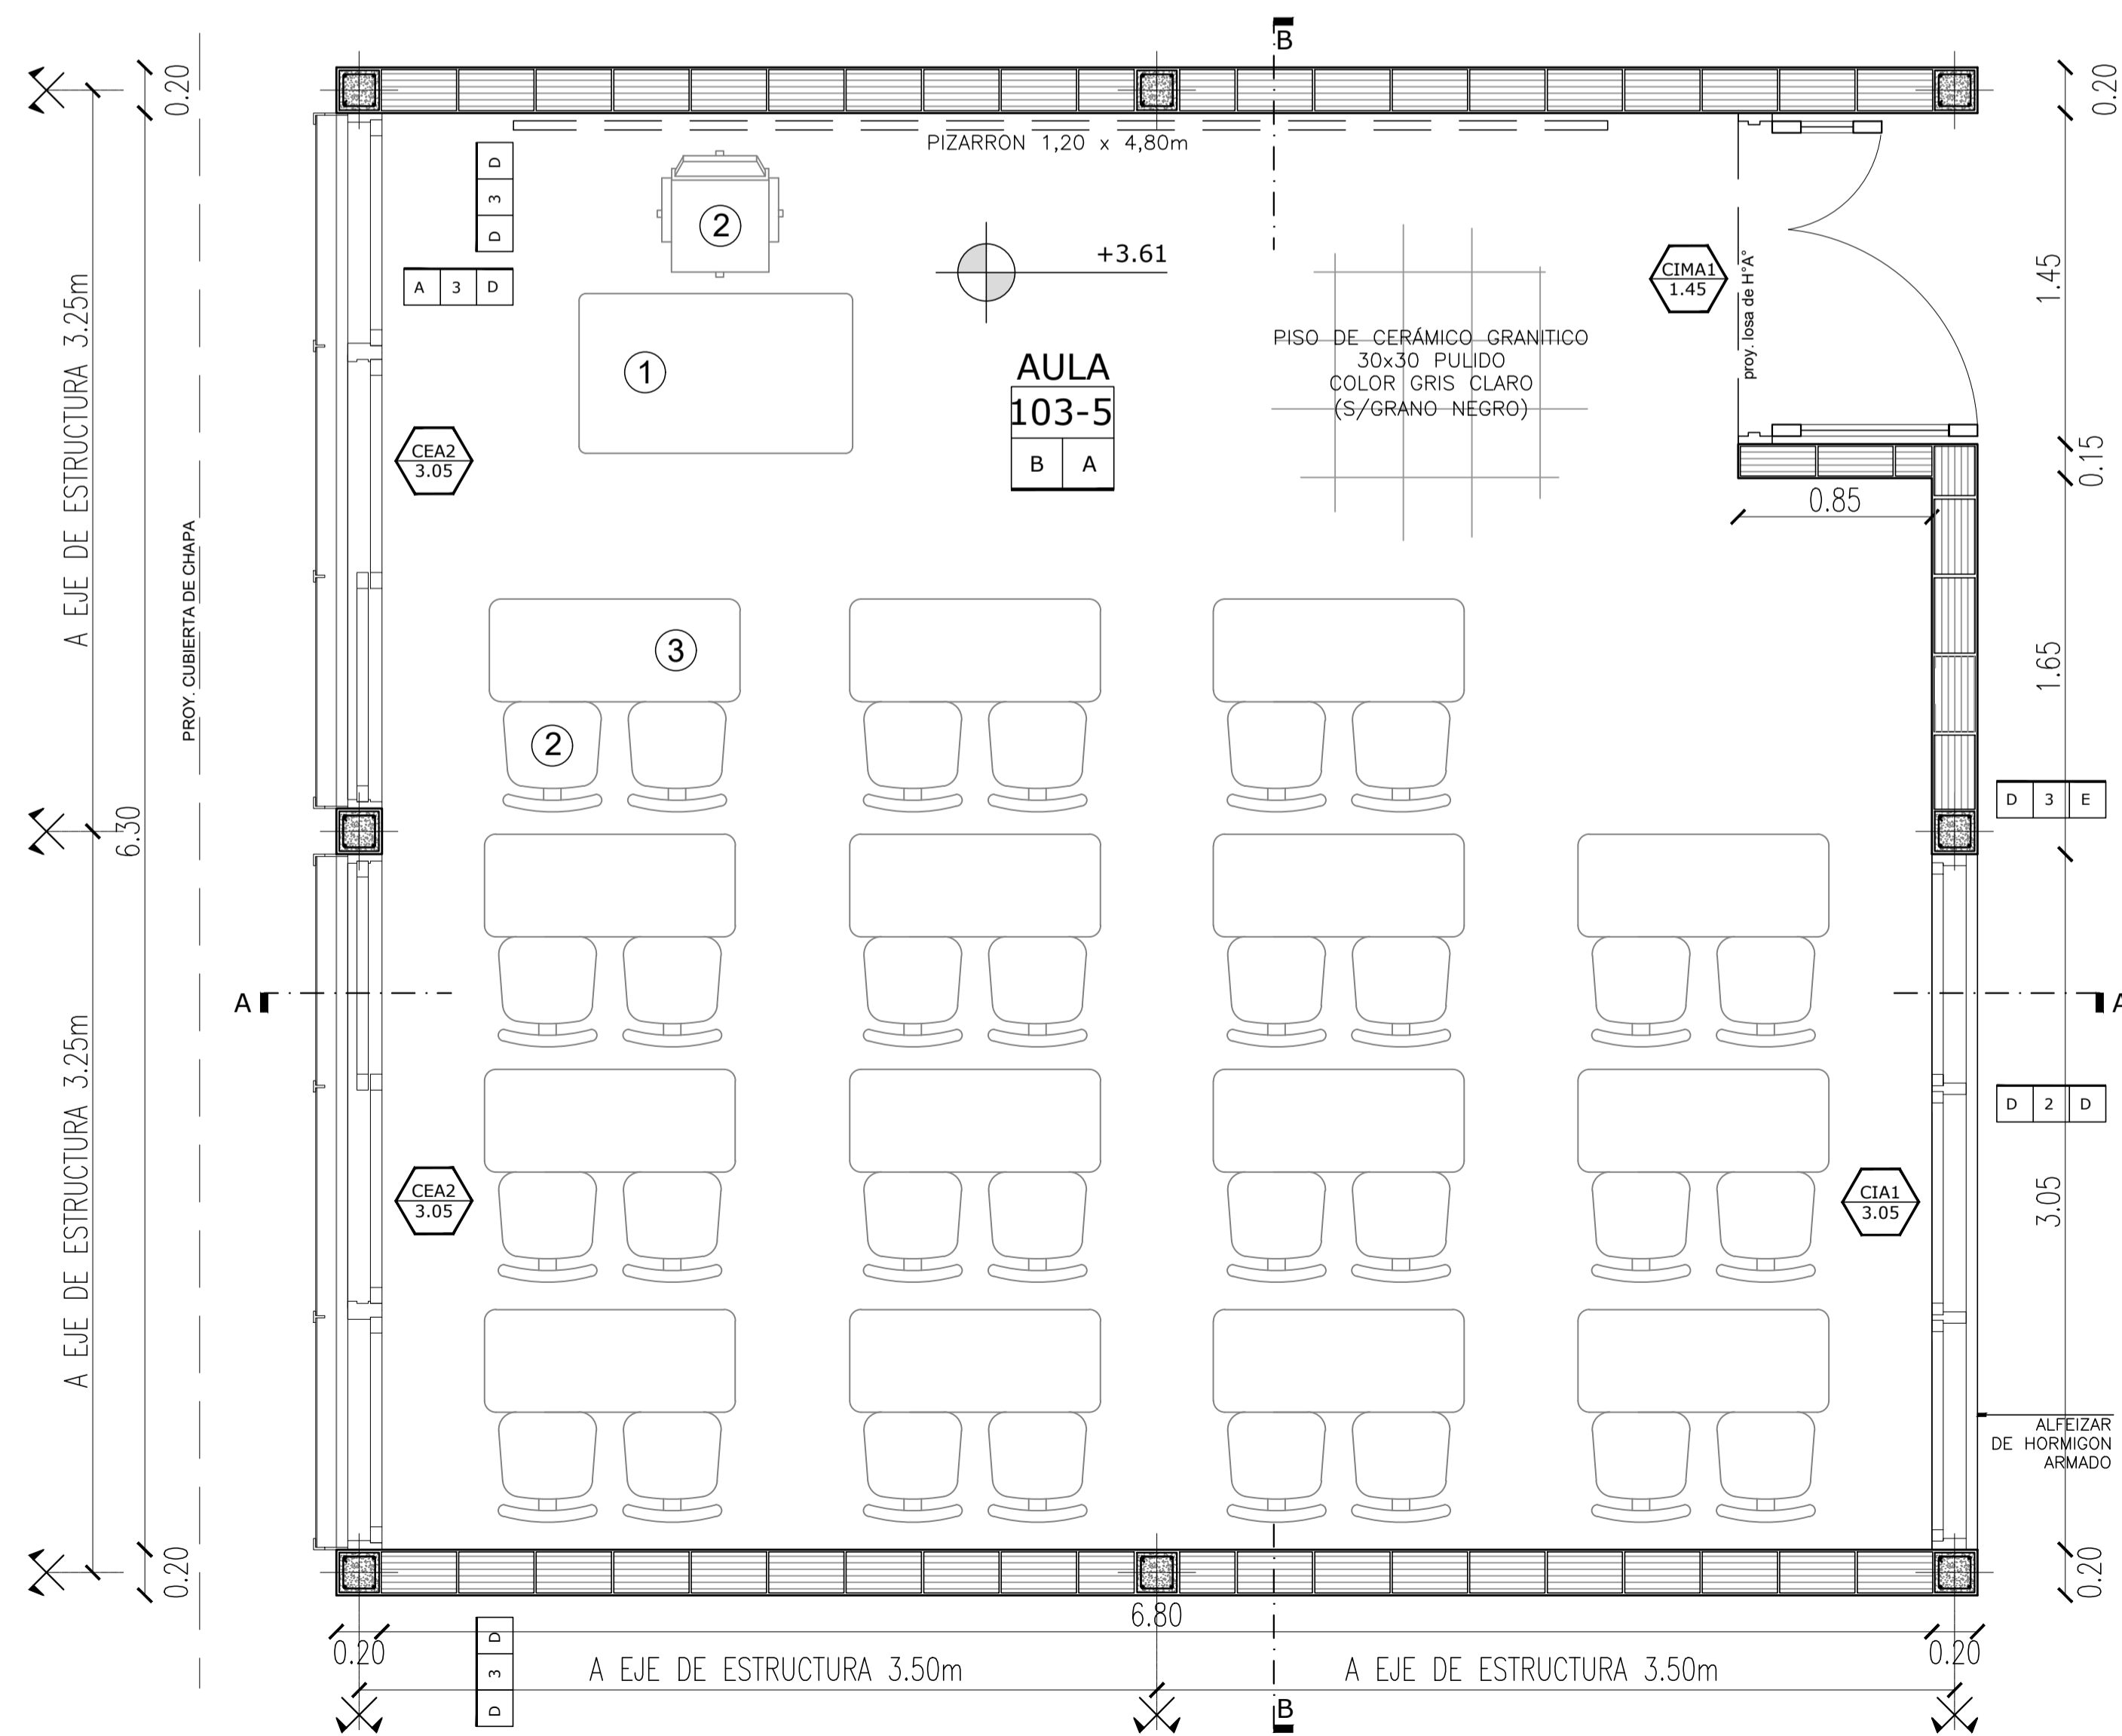 B
0.20
0.20
PIZARRON 1,20 x 4,80m
D
3
D
2
+3.61
A 3 D
CIMA1
1.45
proy. losa de H°A°
1.45
A EJE DE ESTRUCTURA 3.25m
PISO DE CERÁMICO GRANITICO
30x30 PULIDO
COLOR GRIS CLARO
(S/GRANO NEGRO)
1
AULA
103-5
B A
CEA2
3.05
0.15
0.85
PROY. CUBIERTA DE CHAPA
3
1.65
2
6.30
D 3 E
A
A
D 2 D
A EJE DE ESTRUCTURA 3.25m
CEA2
3.05
CIA1
3.05
3.05
ALFEIZAR
DE HORMIGON
ARMADO
0.20
0.20
6.80
0.20
0.20
D
3
D
A EJE DE ESTRUCTURA 3.50m
A EJE DE ESTRUCTURA 3.50m
B